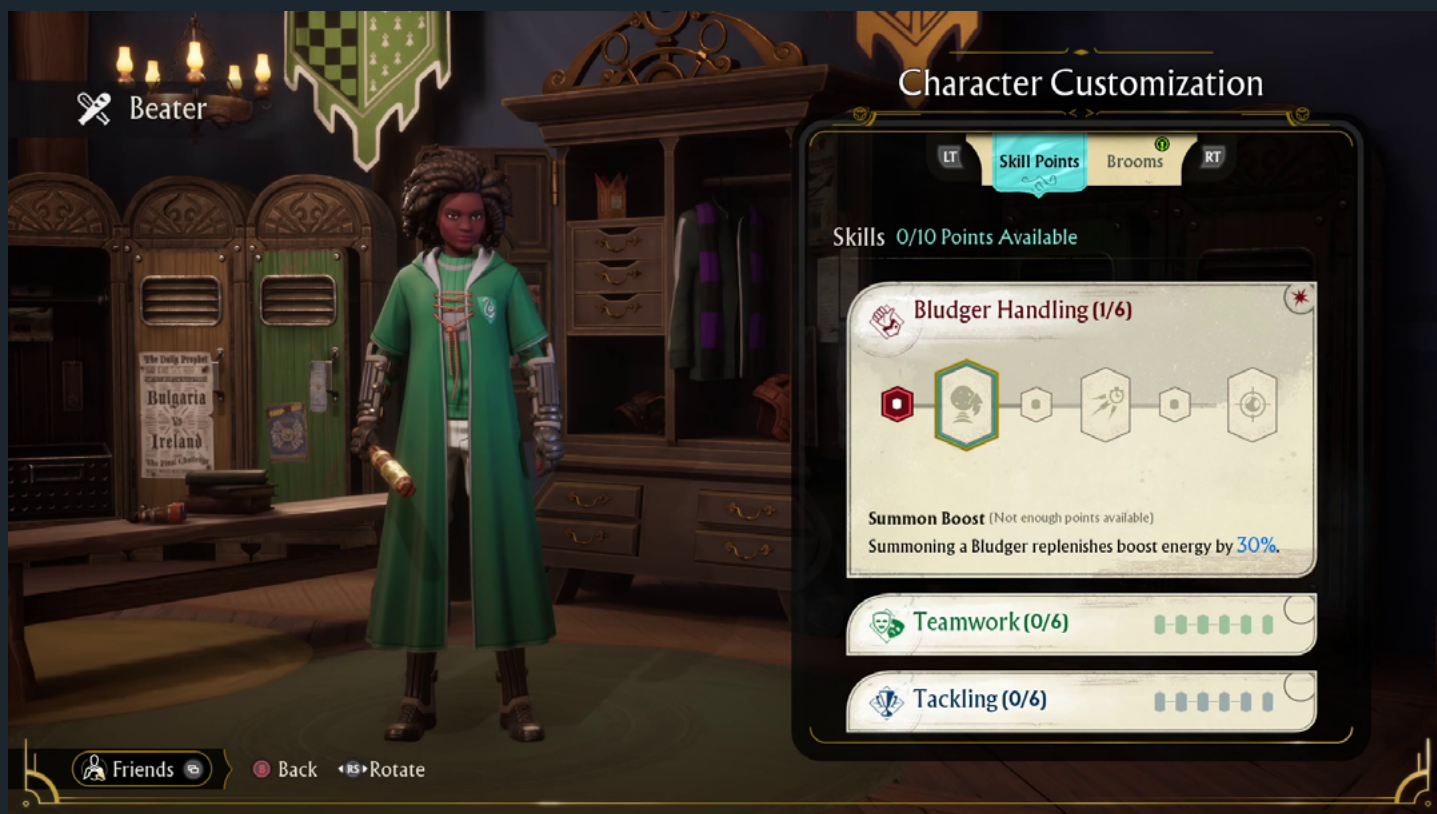 Beater
Character Customization
LT
Skill Points
Brooms
RT
Skills 0/10 Points Available
Bludger Handling (1/6)
Summon Boost (Not enough points available)
Summoning a Bludger replenishes boost energy by 30%.
Teamwork (0/6)
Tackling (0/6)
The Daily Prophet
Bulgaria
Vs
Ireland
Friends
B Back
RS Rotate